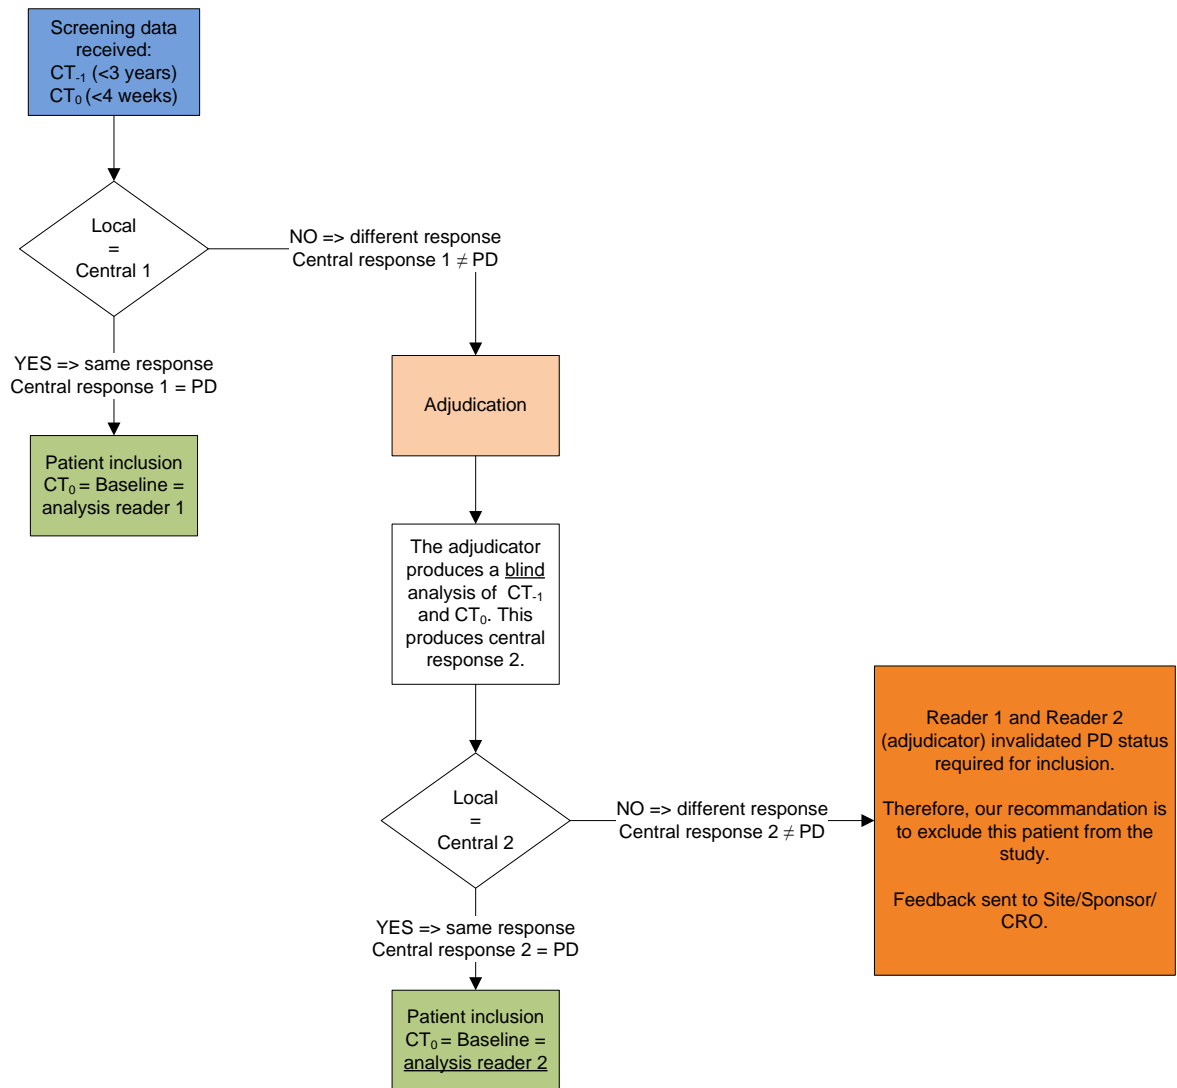 Screening data
received:
CT-1 (<3 years)
CT0 (<4 weeks)
Local
=
Central 1
NO => different response
Central response 1 ≠ PD
YES => same response
Central response 1 = PD
Patient inclusion
CT0 = Baseline =
analysis reader 1
Adjudication
The adjudicator
produces a blind
analysis of CT-1
and CT0. This
produces central
response 2.
Local
=
Central 2
NO => different response
Central response 2 ≠ PD
Reader 1 and Reader 2
(adjudicator) invalidated PD status
required for inclusion.
Therefore, our recommandation is
to exclude this patient from the
study.
Feedback sent to Site/Sponsor/
CRO.
YES => same response
Central response 2 = PD
Patient inclusion
CT0 = Baseline =
analysis reader 2